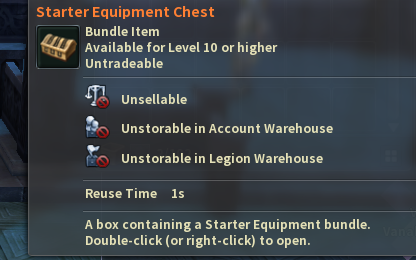 Starter Equipment Chest
Bundle Item
Available for Level 10 or higher
Untradeable
Unsellable
Unstorable in Account Warehouse
Unstorable in Legion Warehouse
Reuse Time 1s
A box containing a Starter Equipment bundle.
Double-click (or right-click) to open.